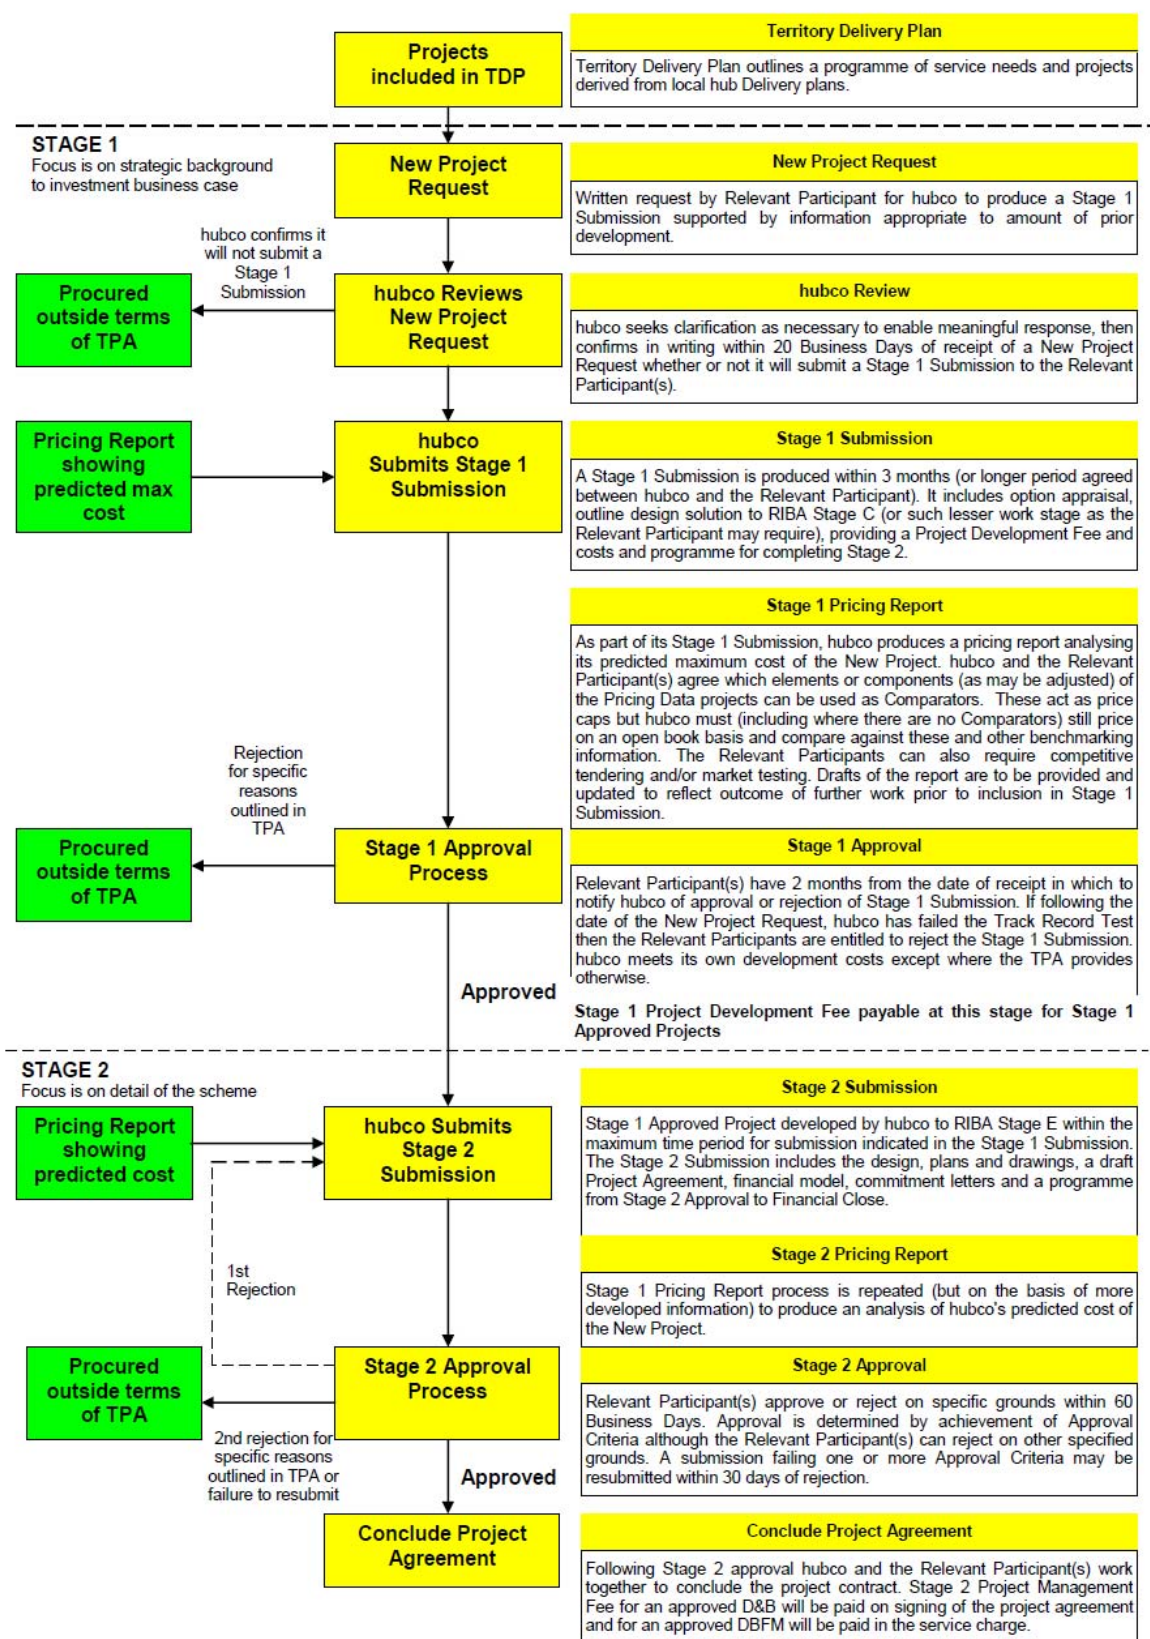 Projects
included in TDP
Territory Delivery Plan
Territory Delivery Plan outlines a programme of service needs and projects
derived from local hub Delivery plans.
STAGE 1
Focus is on strategic background
to investment business case
New Project
Request
New Project Request
Written request by Relevant Participant for hubco to produce a Stage 1
Submission supported by information appropriate to amount of prior
development.
hubco confirms it
will not submit a
Stage 1
Submission
Procured
outside terms
of TPA
hubco Reviews
New Project
Request
hubco Review
hubco seeks clarification as necessary to enable meaningful response, then
confirms in writing within 20 Business Days of receipt of a New Project
Request whether or not it will submit a Stage 1 Submission to the Relevant
Participant(s).
Pricing Report
showing
predicted max
cost
hubco
Submits Stage 1
Submission
Stage 1 Submission
A Stage 1 Submission is produced within 3 months (or longer period agreed
between hubco and the Relevant Participant). It includes option appraisal,
outline design solution to RIBA Stage C (or such lesser work stage as the
Relevant Participant may require), providing a Project Development Fee and
costs and programme for completing Stage 2.
Stage 1 Pricing Report
As part of its Stage 1 Submission, hubco produces a pricing report analysing
its predicted maximum cost of the New Project. hubco and the Relevant
Participant(s) agree which elements or components (as may be adjusted) of
the Pricing Data projects can be used as Comparators. These act as price
caps but hubco must (including where there are no Comparators) still price
on an open book basis and compare against these and other benchmarking
information. The Relevant Participants can also require competitive
tendering and/or market testing. Drafts of the report are to be provided and
updated to reflect outcome of further work prior to inclusion in Stage 1
Submission.
Rejection
for specific
reasons
outlined in
TPA
Procured
outside terms
of TPA
Stage 1 Approval
Process
Stage 1 Approval
Relevant Participant(s) have 2 months from the date of receipt in which to
notify hubco of approval or rejection of Stage 1 Submission. If following the
date of the New Project Request, hubco has failed the Track Record Test
then the Relevant Participants are entitled to reject the Stage 1 Submission.
hubco meets its own development costs except where the TPA provides
otherwise.
Approved
Stage 1 Project Development Fee payable at this stage for Stage 1
Approved Projects
STAGE 2
Focus is on detail of the scheme
Pricing Report
showing
predicted cost
hubco Submits
Stage 2
Submission
Stage 2 Submission
Stage 1 Approved Project developed by hubco to RIBA Stage E within the
maximum time period for submission indicated in the Stage 1 Submission.
The Stage 2 Submission includes the design, plans and drawings, a draft
Project Agreement, financial model, commitment letters and a programme
from Stage 2 Approval to Financial Close.
1st
Rejection
Stage 2 Pricing Report
Stage 1 Pricing Report process is repeated (but on the basis of more
developed information) to produce an analysis of hubco's predicted cost of
the New Project.
Procured
outside terms
of TPA
Stage 2 Approval
Process
Stage 2 Approval
Relevant Participant(s) approve or reject on specific grounds within 60
Business Days. Approval is determined by achievement of Approval
Criteria although the Relevant Participant(s) can reject on other specified
grounds. A submission failing one or more Approval Criteria may be
resubmitted within 30 days of rejection.
2nd rejection for
specific reasons
outlined in TPA or
failure to resubmit
Approved
Conclude Project
Agreement
Conclude Project Agreement
Following Stage 2 approval hubco and the Relevant Participant(s) work
together to conclude the project contract. Stage 2 Project Management
Fee for an approved D&B will be paid on signing of the project agreement
and for an approved DBFM will be paid in the service charge.